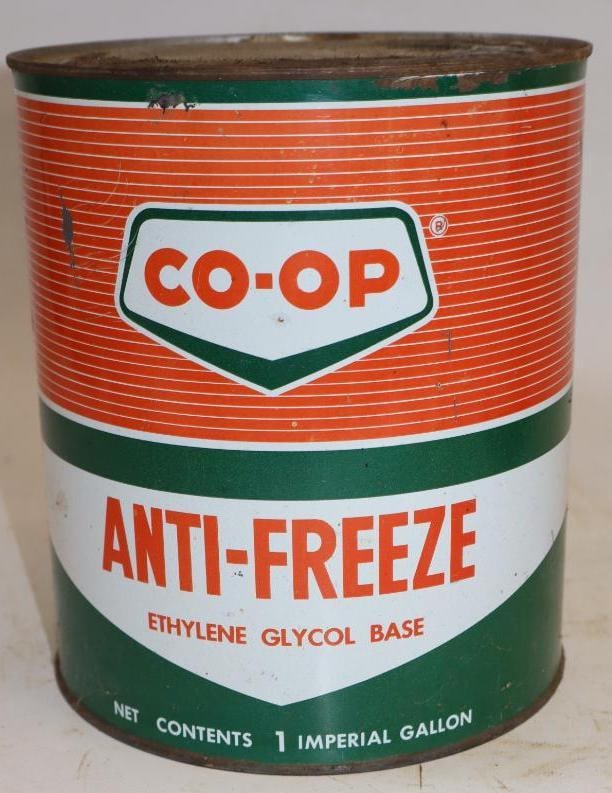 CO-OP ®
ANTI-FREEZE
ETHYLENE GLYCOL BASE
NET CONTENTS 1 IMPERIAL GALLON